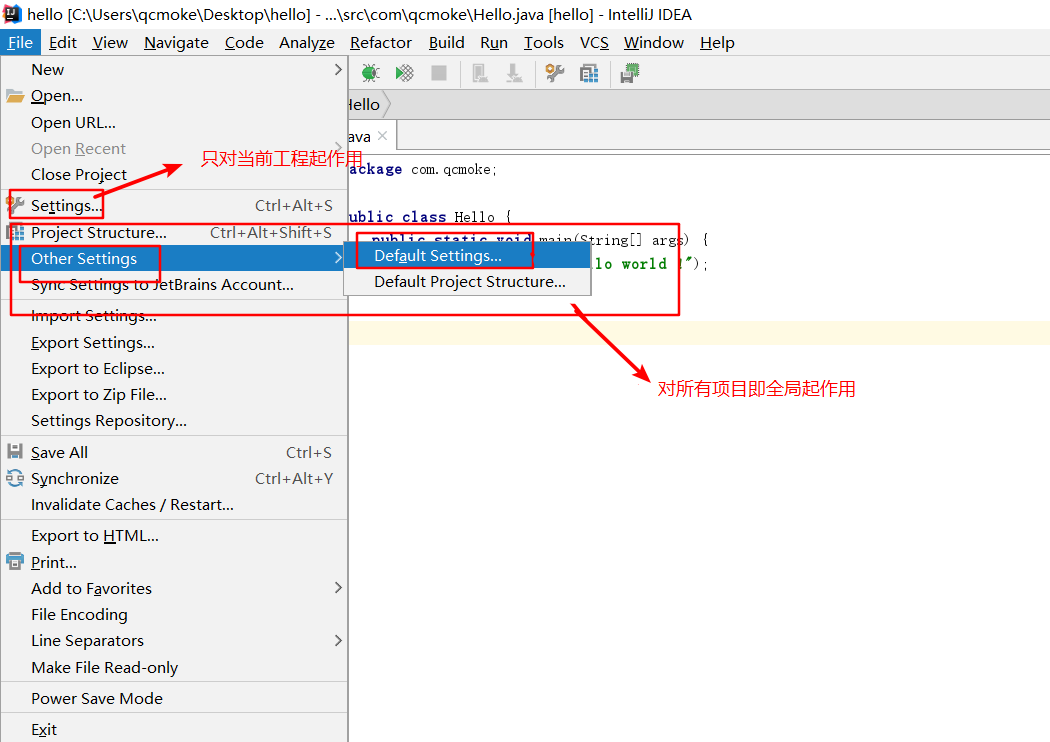 hello [C:\Users\qcmoke\Desktop\hello] - ...\src\com\qcmoke\Hello.java [hello] - IntelliJ IDEA
File Edit View Navigate Code Analyze Refactor Build Run Tools VCS Window Help
New
Open...
Open URL...
Open Recent
Close Project
Settings... Ctrl+Alt+S
Project Structure... Ctrl+Alt+Shift+S
Other Settings
Sync Settings to JetBrains Account...
Import Settings...
Export Settings...
Export to Eclipse...
Export to Zip File...
Settings Repository...
Save All Ctrl+S
Synchronize Ctrl+Alt+Y
Invalidate Caches / Restart...
Export to HTML...
Print...
Add to Favorites
File Encoding
Line Separators
Make File Read-only
Power Save Mode
Exit
Default Settings...
Default Project Structure...
Hello
ava
ackage com.qcmoke;
ublic class Hello {
public static void main(String[] args) {
lo world !");
只对当前工程起作用
对所有项目即全局起作用